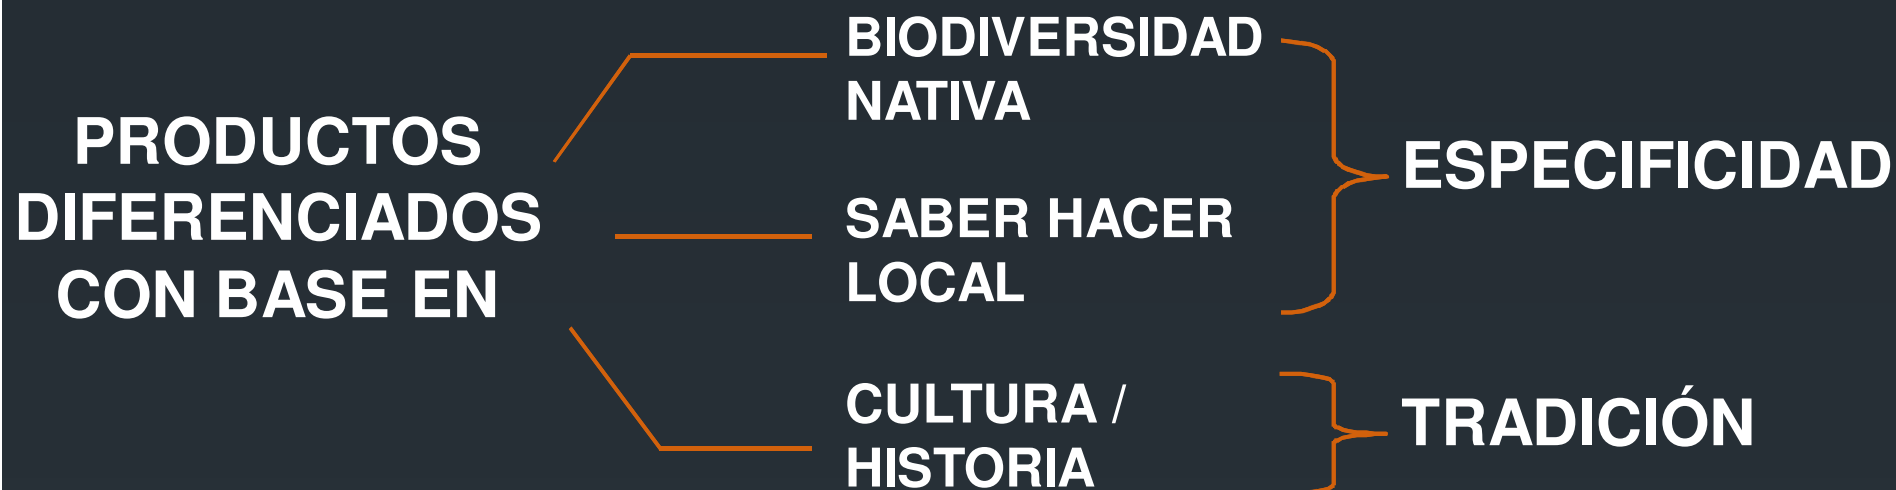 PRODUCTOS
DIFERENCIADOS
CON BASE EN
BIODIVERSIDAD
NATIVA
SABER HACER
LOCAL
CULTURA /
HISTORIA
ESPECIFICIDAD
TRADICIÓN